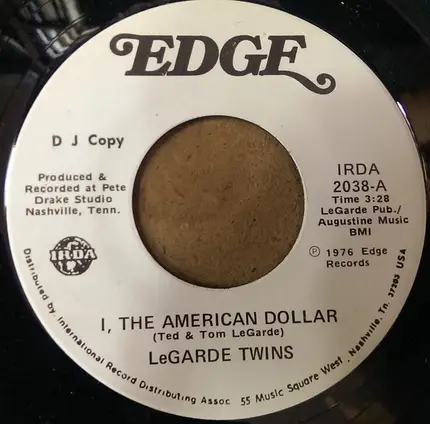 EDGE
D J Copy
Produced &
Recorded at Pete
Drake Studio
Nashville, Tenn.
IRDA
2038-A
Time 3:28
LeGarde Pub./
Augustine Music
BMI
℗ 1976 Edge
Records
IRDA
I, THE AMERICAN DOLLAR
(Ted & Tom LeGarde)
LeGARDE TWINS
Distributed by International Record Distributing Assoc 55 Music Square West, Nashville, Tn. 37203 USA